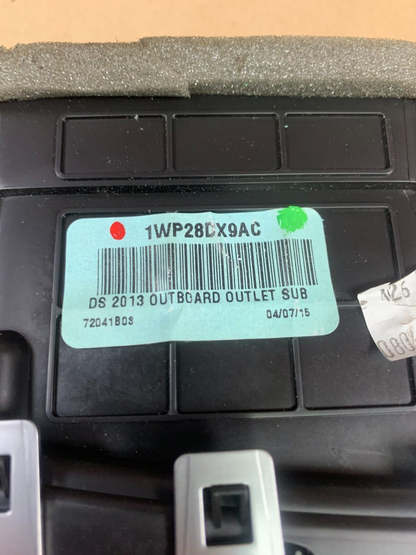 1WP28DX9AC
DS 2013 OUTBOARD OUTLET SUB
72041B03 04/07/15